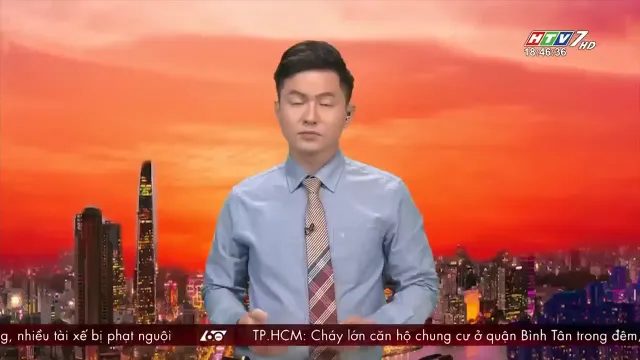 HTV7 HD
18:46:36
g, nhiều tài xế bị phạt nguội 60 TP.HCM: Cháy lớn căn hộ chung cư ở quận Bình Tân trong đêm